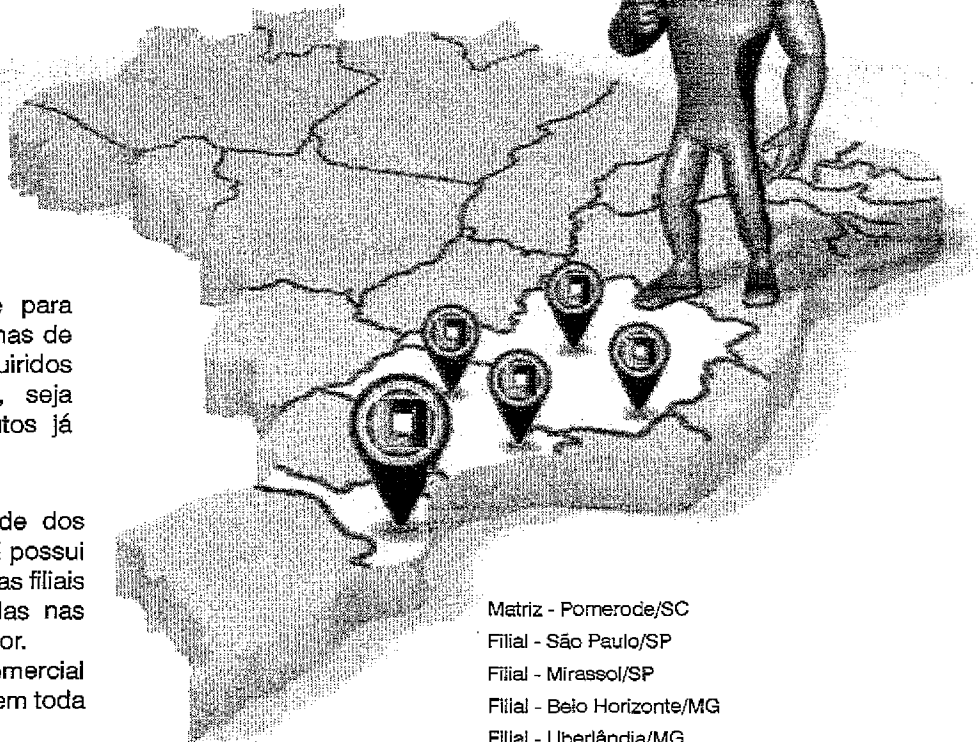 e para
nas de
uiridos
, seja
utos já
de dos
possui
as filiais
las nas
or.
omercial
em toda
Matriz - Pomerode/SC
Filial - São Paulo/SP
Filial - Mirassol/SP
Filial - Belo Horizonte/MG
Filial - Uberlândia/MG